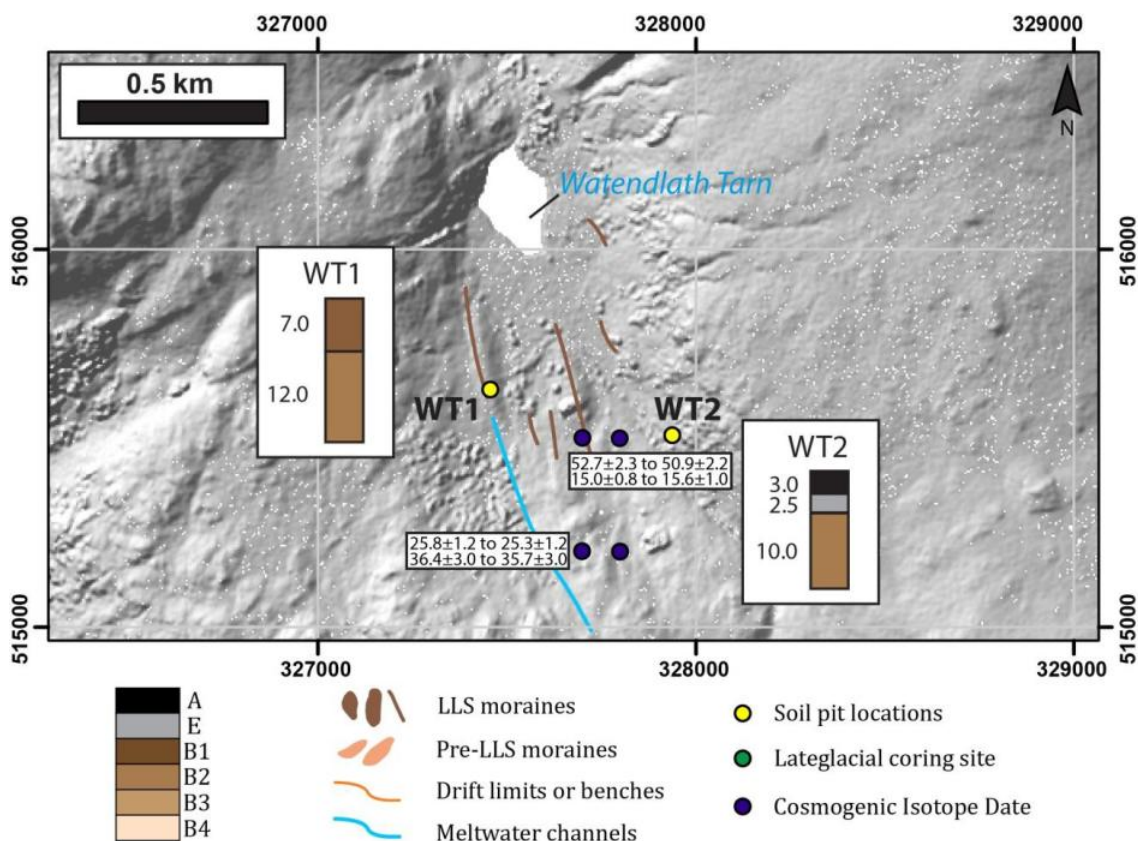 327000
328000
329000
0.5 km
N
Watendlath Tarn
516000
516000
WT1
7.0
12.0
WT1
WT2
52.7±2.3 to 50.9±2.2
15.0±0.8 to 15.6±1.0
WT2
3.0
2.5
10.0
25.8±1.2 to 25.3±1.2
36.4±3.0 to 35.7±3.0
515000
515000
327000
328000
329000
A
E
B1
B2
B3
B4
LLS moraines
Pre-LLS moraines
Drift limits or benches
Meltwater channels
Soil pit locations
Lateglacial coring site
Cosmogenic Isotope Date